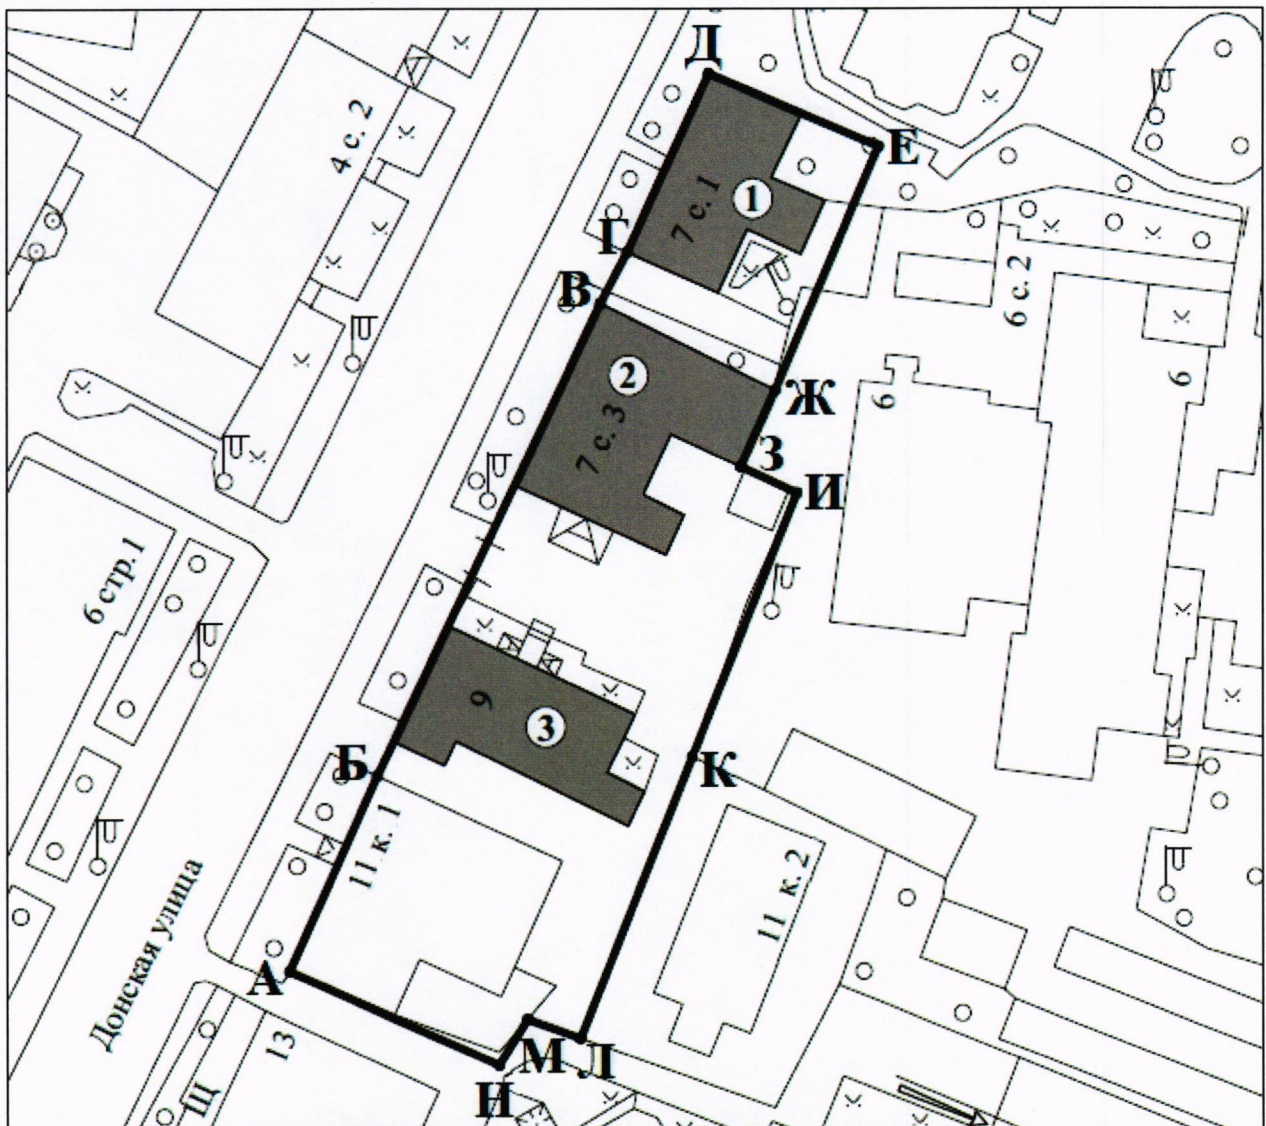 Д
4 с. 2
Е
1
7 с. 1
Г
В
6 с. 2
2
Ж
6
6
7 с. 3
З
И
6 стр. 1
9
3
Б
К
11 к. 1
11 к. 2
А
Донская улица
13
М
Л
Н
Щ